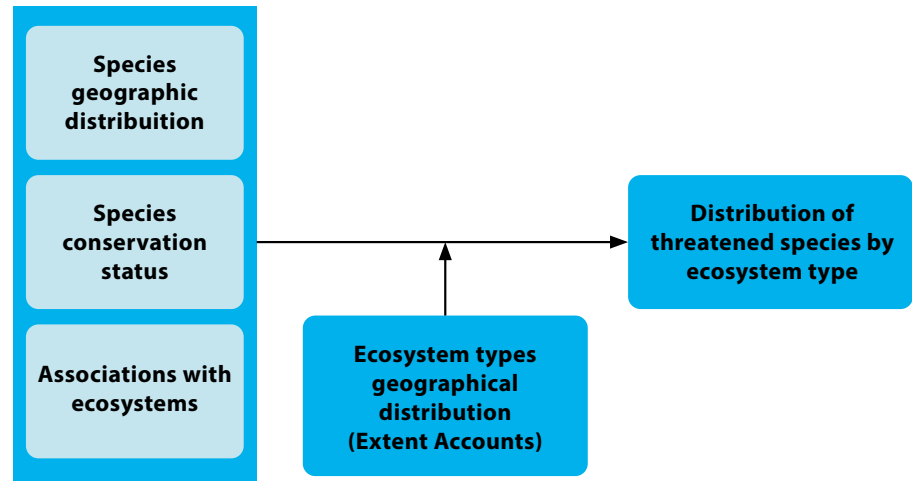 Species
geographic
distribuition
Species
conservation
status
Associations with
ecosystems
Ecosystem types
geographical
distribution
(Extent Accounts)
Distribution of
threatened species by
ecosystem type